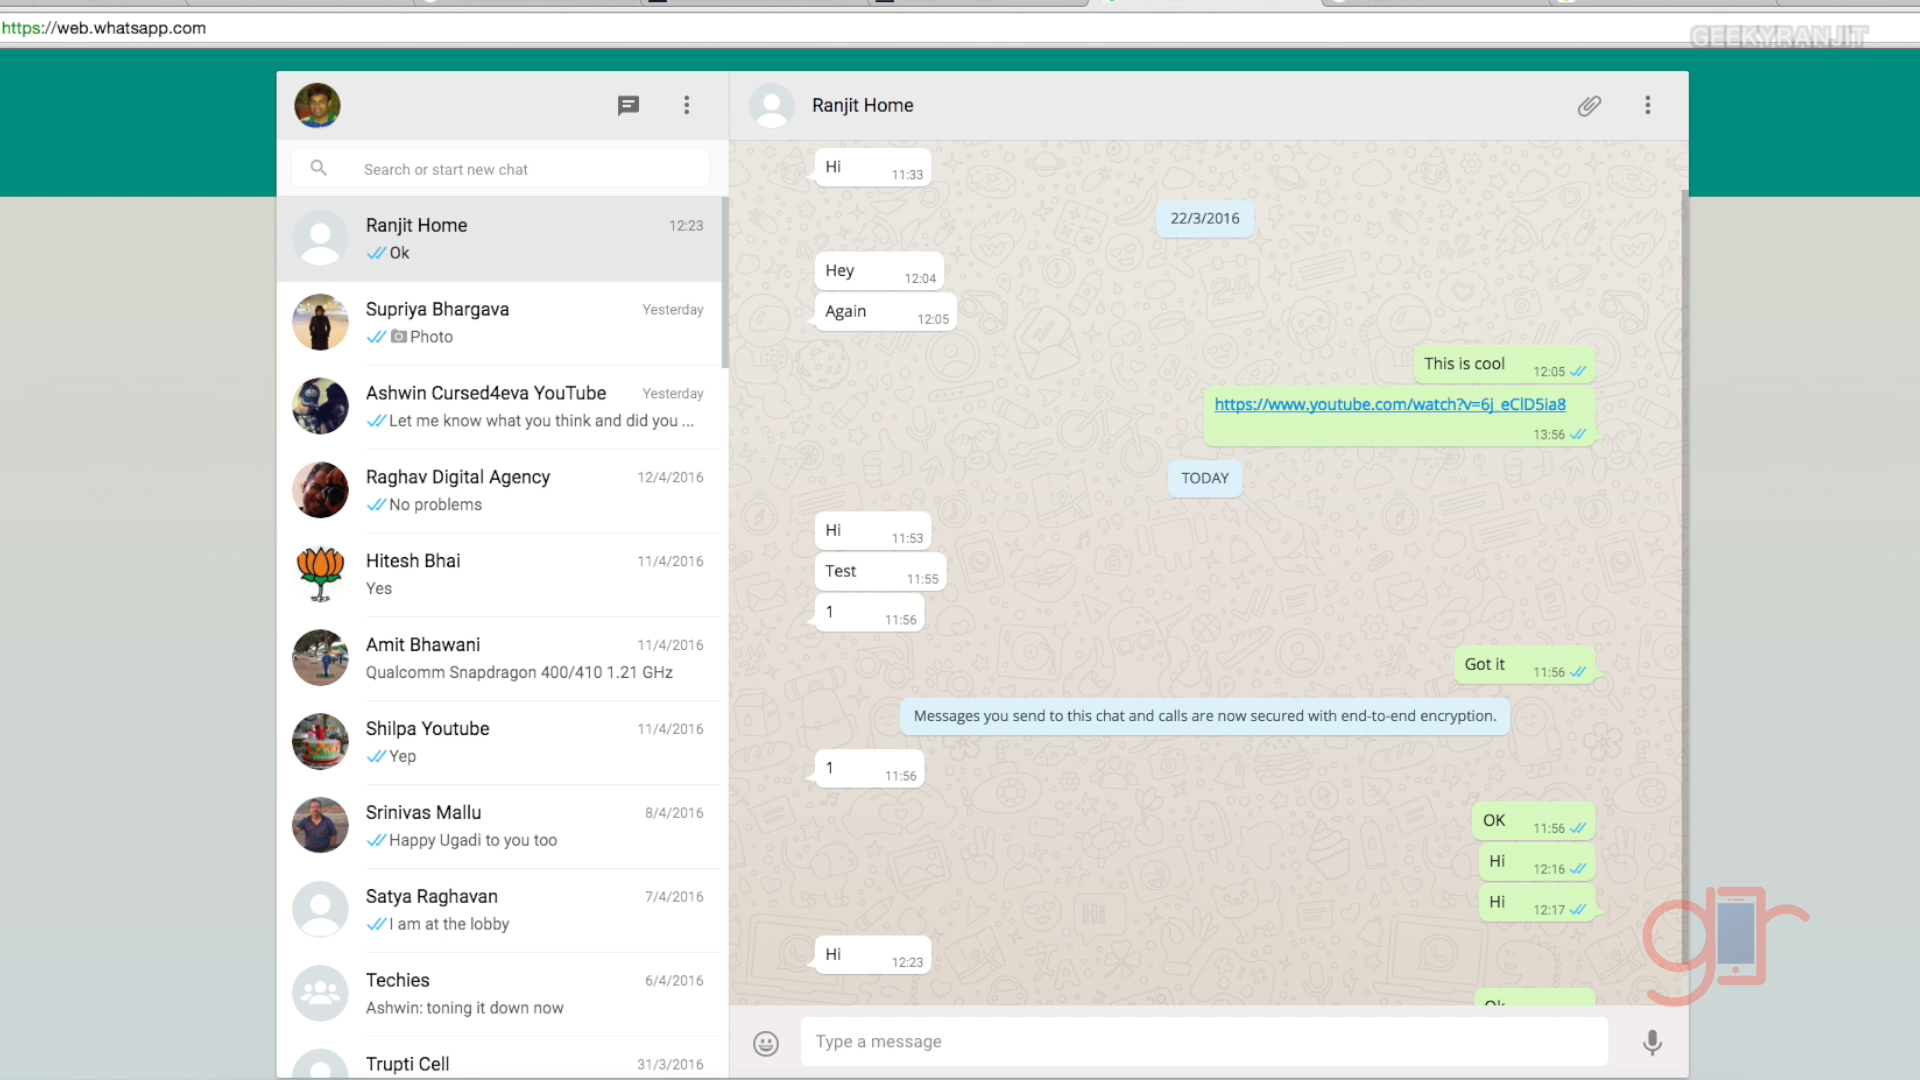 https://web.whatsapp.com
GEEKYRANJIT
Search or start new chat
Ranjit Home
12:23
Ok
Supriya Bhargava
Yesterday
Photo
Ashwin Cursed4eva YouTube
Yesterday
Let me know what you think and did you ...
Raghav Digital Agency
12/4/2016
No problems
Hitesh Bhai
11/4/2016
Yes
Amit Bhawani
11/4/2016
Qualcomm Snapdragon 400/410 1.21 GHz
Shilpa Youtube
11/4/2016
Yep
Srinivas Mallu
8/4/2016
Happy Ugadi to you too
Satya Raghavan
7/4/2016
I am at the lobby
Techies
6/4/2016
Ashwin: toning it down now
Trupti Cell
31/3/2016
Ranjit Home
Hi
11:33
22/3/2016
Hey
12:04
Again
12:05
This is cool
12:05
https://www.youtube.com/watch?v=6j_eClD5ia8
13:56
TODAY
Hi
11:53
Test
11:55
1
11:56
Got it
11:56
Messages you send to this chat and calls are now secured with end-to-end encryption.
1
11:56
OK
11:56
Hi
12:16
Hi
12:17
Hi
12:23
Ok
Type a message
gr